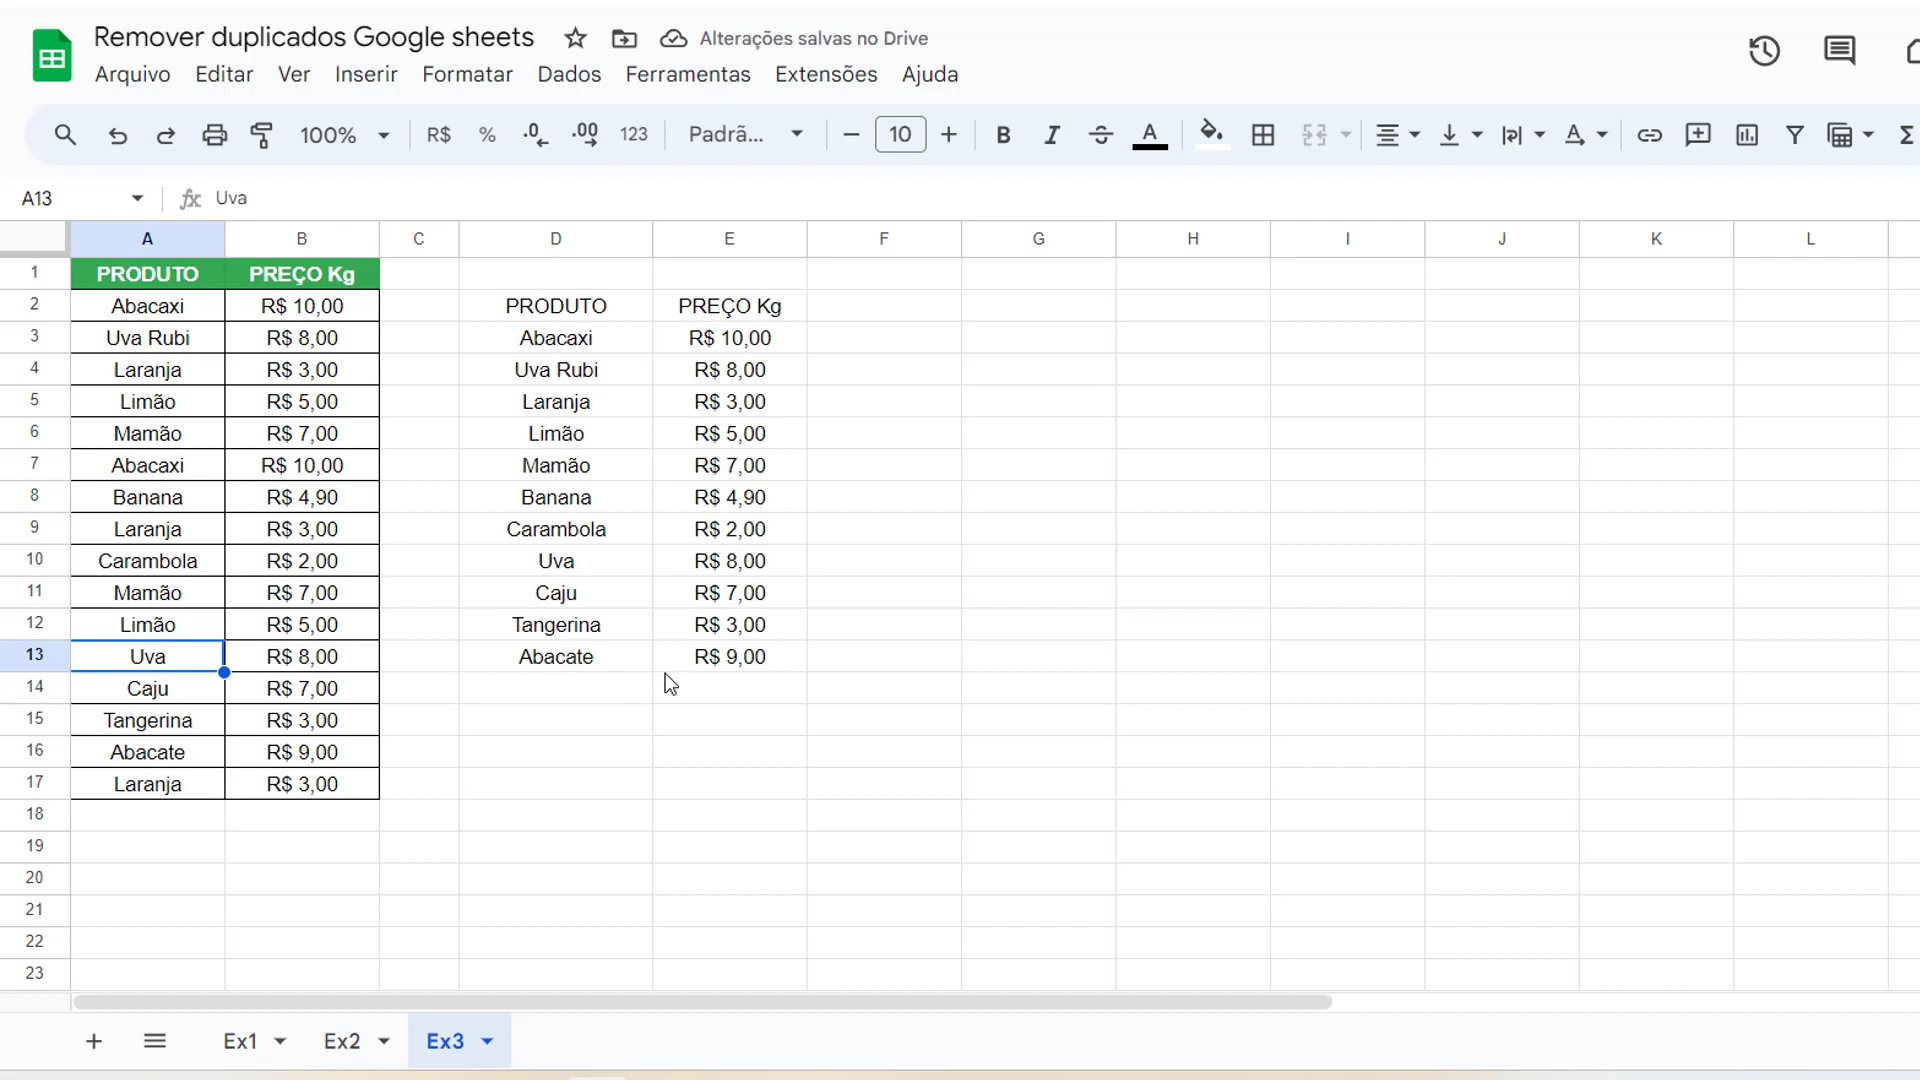 Remover duplicados Google sheets Alterações salvas no Drive
Arquivo Editar Ver Inserir Formatar Dados Ferramentas Extensões Ajuda
100% R$ % .0 .00 123 Padrã... 10 B I S A A Σ
A13 fx Uva
A B C D E F G H I J K L
1 PRODUTO PREÇO Kg
2 Abacaxi R$ 10,00 PRODUTO PREÇO Kg
3 Uva Rubi R$ 8,00 Abacaxi R$ 10,00
4 Laranja R$ 3,00 Uva Rubi R$ 8,00
5 Limão R$ 5,00 Laranja R$ 3,00
6 Mamão R$ 7,00 Limão R$ 5,00
7 Abacaxi R$ 10,00 Mamão R$ 7,00
8 Banana R$ 4,90 Banana R$ 4,90
9 Laranja R$ 3,00 Carambola R$ 2,00
10 Carambola R$ 2,00 Uva R$ 8,00
11 Mamão R$ 7,00 Caju R$ 7,00
12 Limão R$ 5,00 Tangerina R$ 3,00
13 Uva R$ 8,00 Abacate R$ 9,00
14 Caju R$ 7,00
15 Tangerina R$ 3,00
16 Abacate R$ 9,00
17 Laranja R$ 3,00
18
19
20
21
22
23
Ex1 Ex2 Ex3